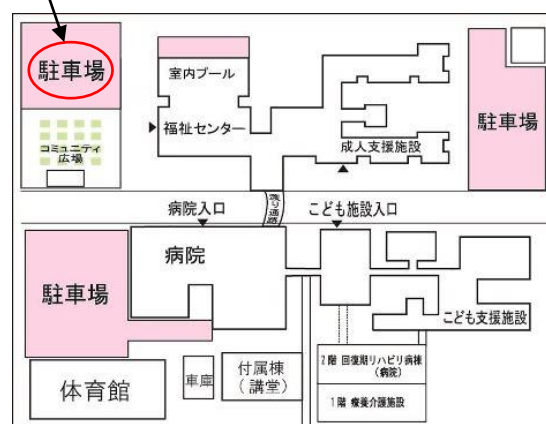 駐車場
室内プール
福祉センター
成人支援施設
駐車場
コミュニティ
広場
病院入口
渡り通路
こども施設入口
病院
駐車場
こども支援施設
体育館
車庫
付属棟
(講堂)
2階 回復期リハビリ病棟
(病院)
1階 療養介護施設